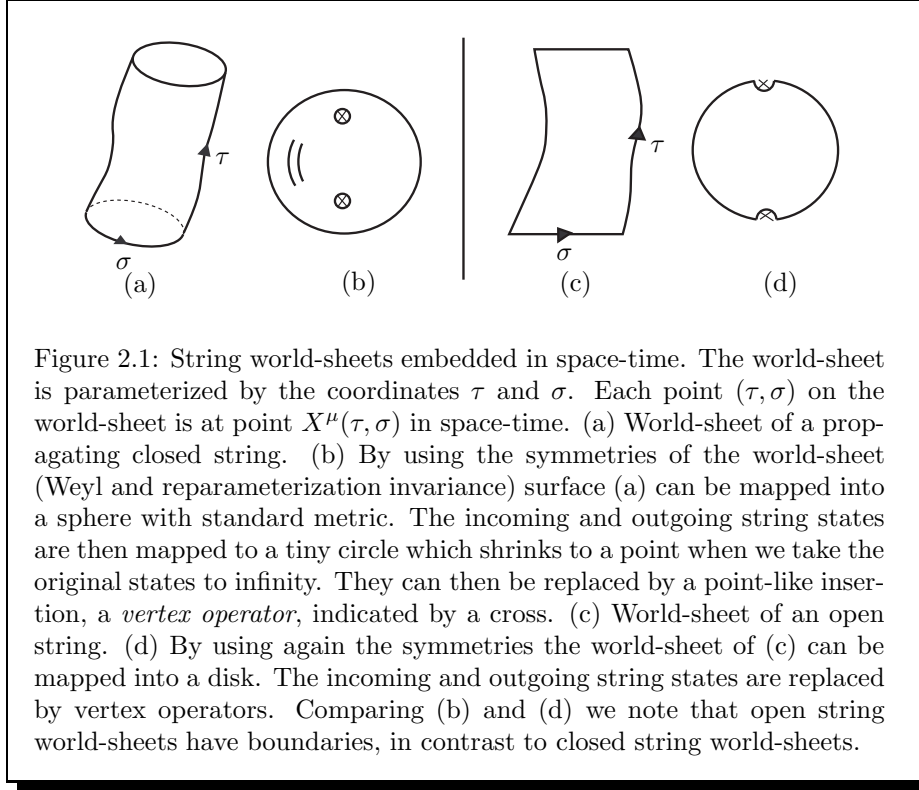 τ
σ
(a)
(b)
τ
σ
(c)
(d)
Figure 2.1: String world-sheets embedded in space-time. The world-sheet
is parameterized by the coordinates τ and σ. Each point (τ, σ) on the
world-sheet is at point X^μ(τ, σ) in space-time. (a) World-sheet of a prop-
agating closed string. (b) By using the symmetries of the world-sheet
(Weyl and reparameterization invariance) surface (a) can be mapped into
a sphere with standard metric. The incoming and outgoing string states
are then mapped to a tiny circle which shrinks to a point when we take the
original states to infinity. They can then be replaced by a point-like inser-
tion, a vertex operator, indicated by a cross. (c) World-sheet of an open
string. (d) By using again the symmetries the world-sheet of (c) can be
mapped into a disk. The incoming and outgoing string states are replaced
by vertex operators. Comparing (b) and (d) we note that open string
world-sheets have boundaries, in contrast to closed string world-sheets.